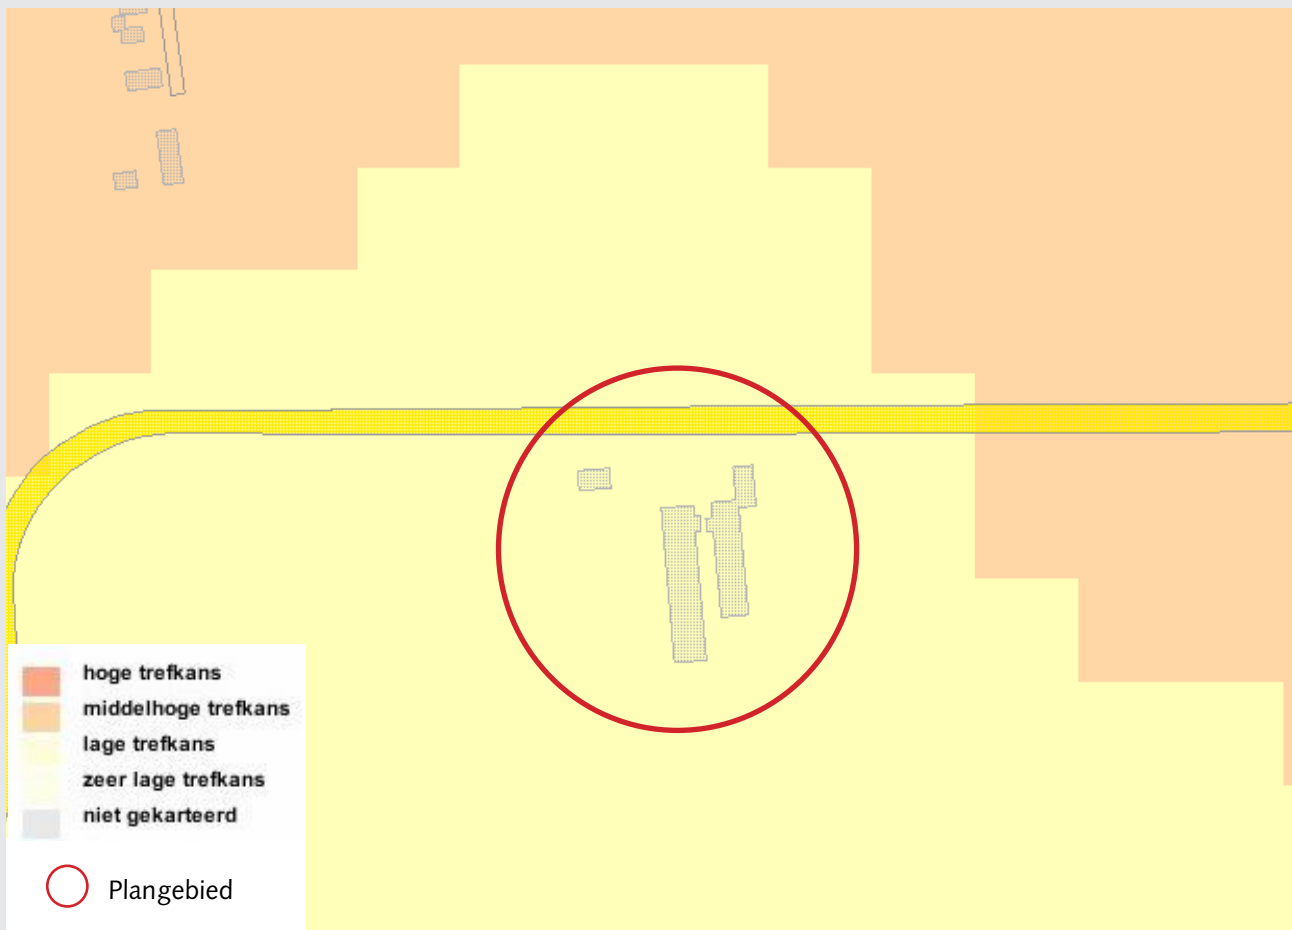 hoge trefkans
middelhoge trefkans
lage trefkans
zeer lage trefkans
niet gekarteerd
Plangebied